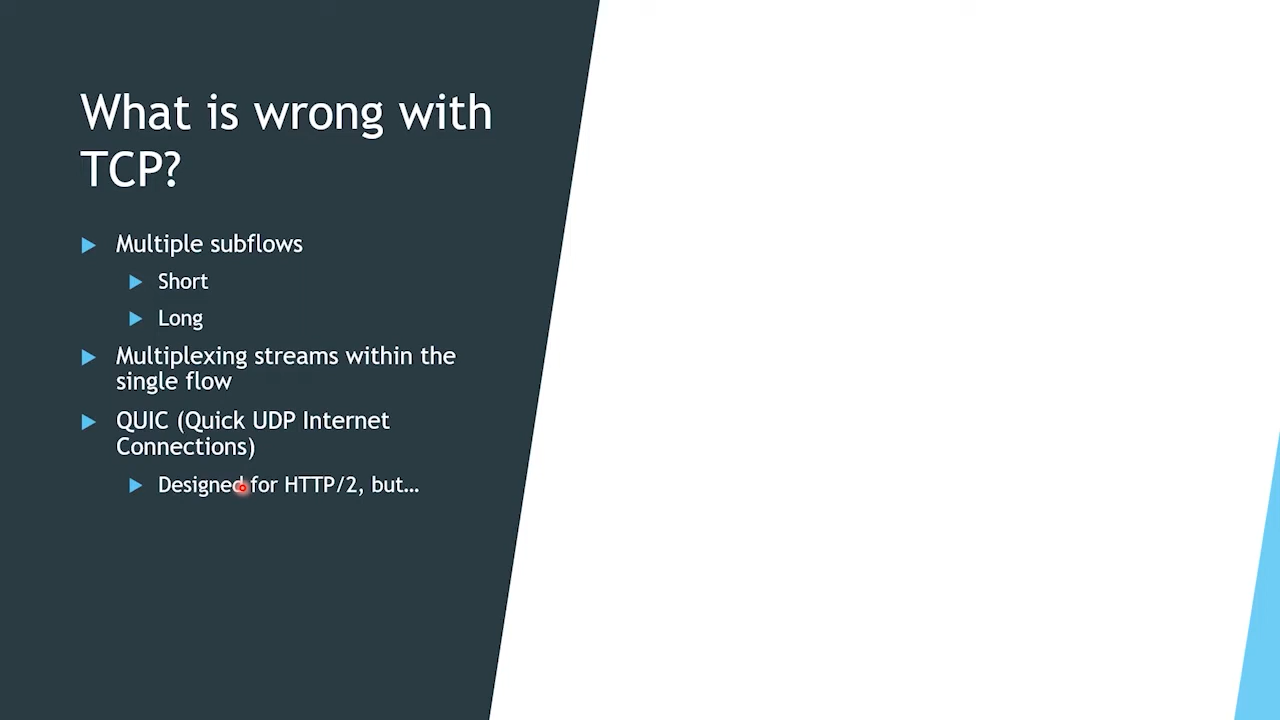 What is wrong with
TCP?
Multiple subflows
Short
Long
Multiplexing streams within the
single flow
QUIC (Quick UDP Internet
Connections)
Designed for HTTP/2, but…